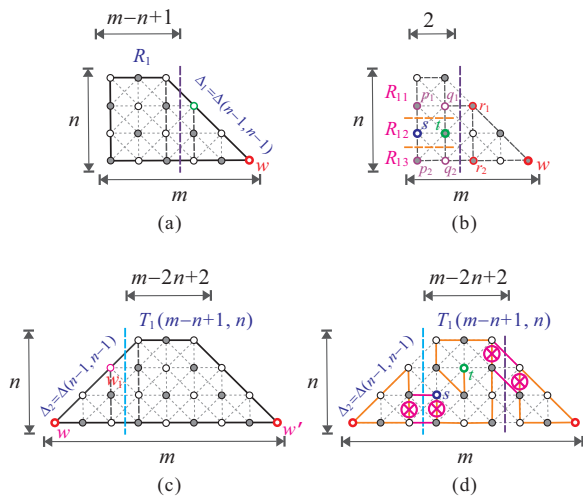 m−n+1
R₁
Δ₁=Δ(n−1, n−1)
n
w
m
(a)
2
R₁₁
p₁
q₁
r₁
n
R₁₂
s
t
R₁₃
p₂
q₂
r₂
w
m
(b)
m−2n+2
T₁(m−n+1, n)
Δ₂=Δ(n−1, n−1)
n
w₁
w
w'
m
(c)
m−2n+2
T₁(m−n+1, n)
Δ₂=Δ(n−1, n−1)
n
t
s
m
(d)